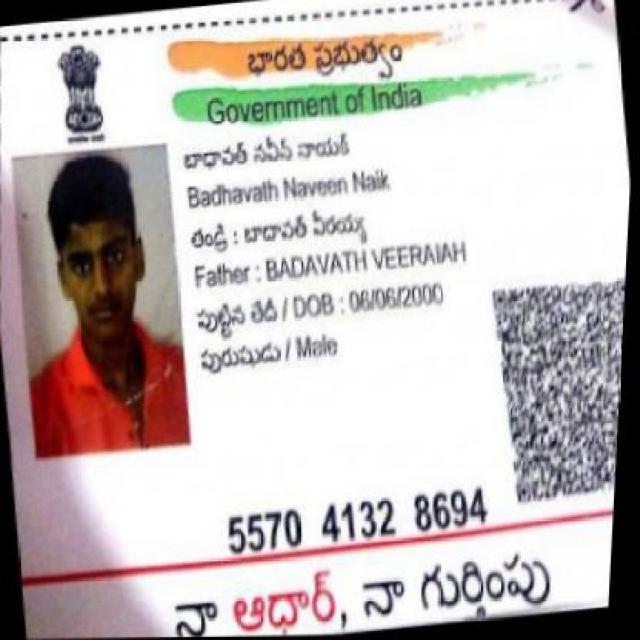 భారత ప్రభుత్వం
Government of India
బాధావత్ నవీన్ నాయక్
Badhavath Naveen Naik
తండ్రి : బాదావత్ వీరయ్య
Father : BADAVATH VEERAIAH
పుట్టిన తేదీ / DOB : 06/06/2000
పురుషుడు / Male
5570 4132 8694
నా ఆధార్, నా గుర్తింపు